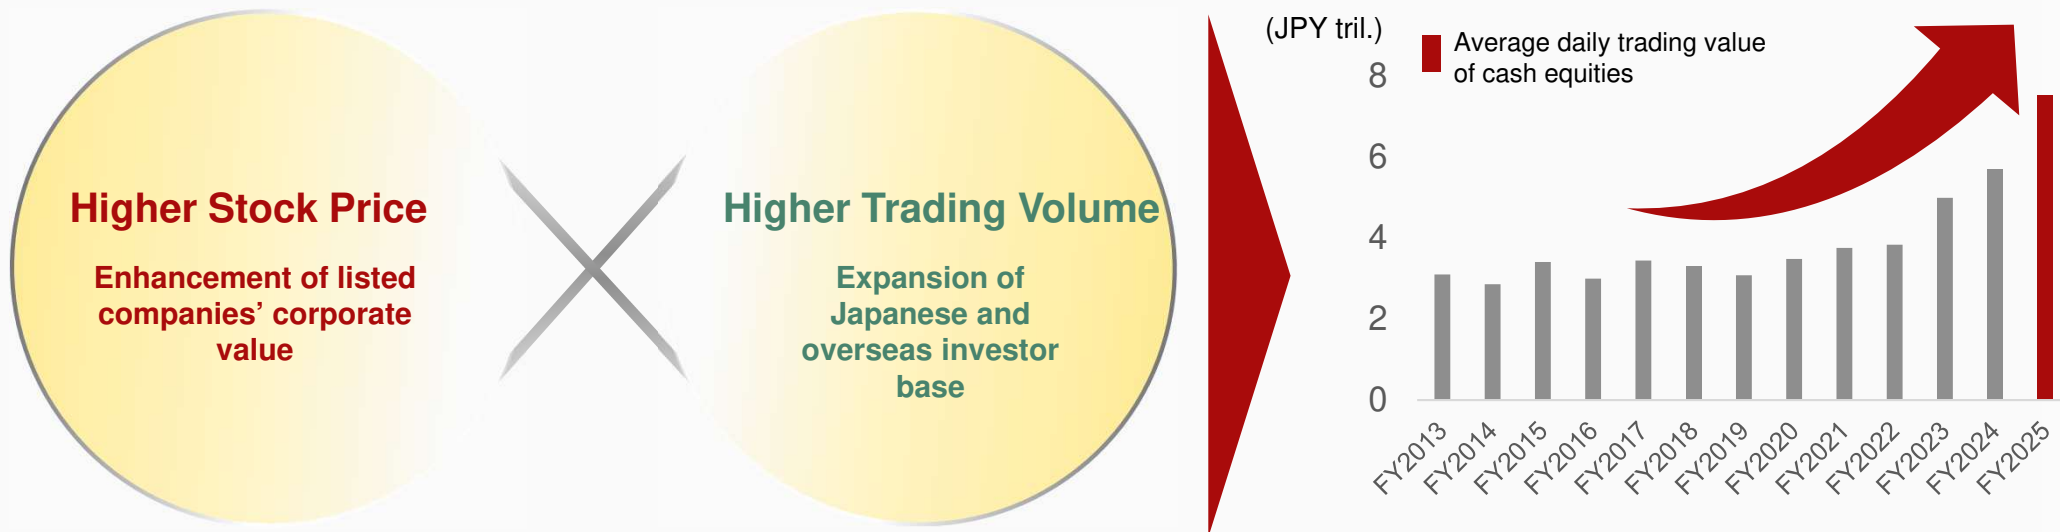 Higher Stock Price
Enhancement of listed
companies’ corporate
value
Higher Trading Volume
Expansion of
Japanese and
overseas investor
base
(JPY tril.)
Average daily trading value
of cash equities
8
6
4
2
0
FY2013
FY2014
FY2015
FY2016
FY2017
FY2018
FY2019
FY2020
FY2021
FY2022
FY2023
FY2024
FY2025